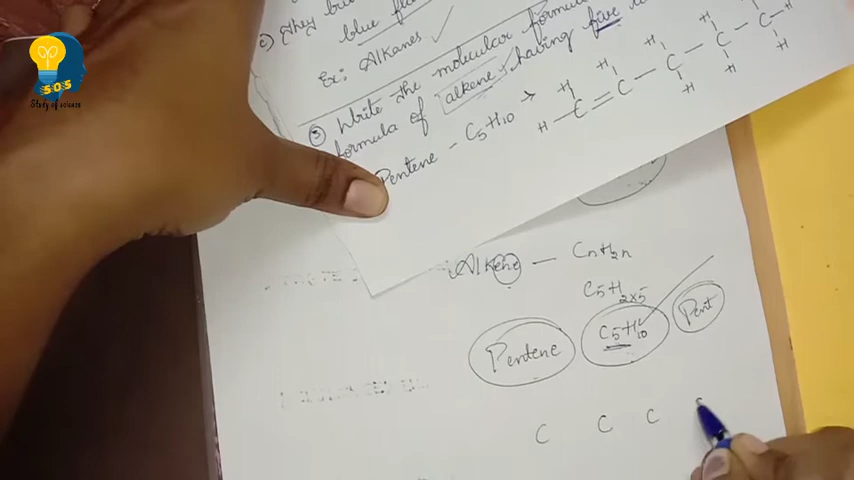 S.O.S
Study of science
c) They bu
blue fl
Ex: Alkanes
③ Write the molecular formula
formula of alkene, having five
Pentene - C5H10 →
H H H H H
H C = C - C - C - C - H
H H H
Alkene — CnH2n
C5H2x5
Pentene C5H10 Pent
C C C C